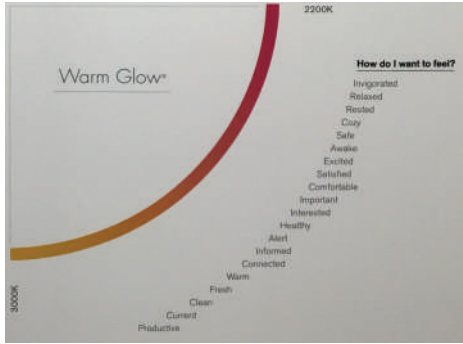 2200K
Warm Glow®
How do I want to feel?
Invigorated
Relaxed
Rested
Cozy
Safe
Awake
Excited
Satisfied
Comfortable
Important
Interested
Healthy
Alert
Informed
Connected
Warm
Fresh
Clean
Current
Productive
3000K